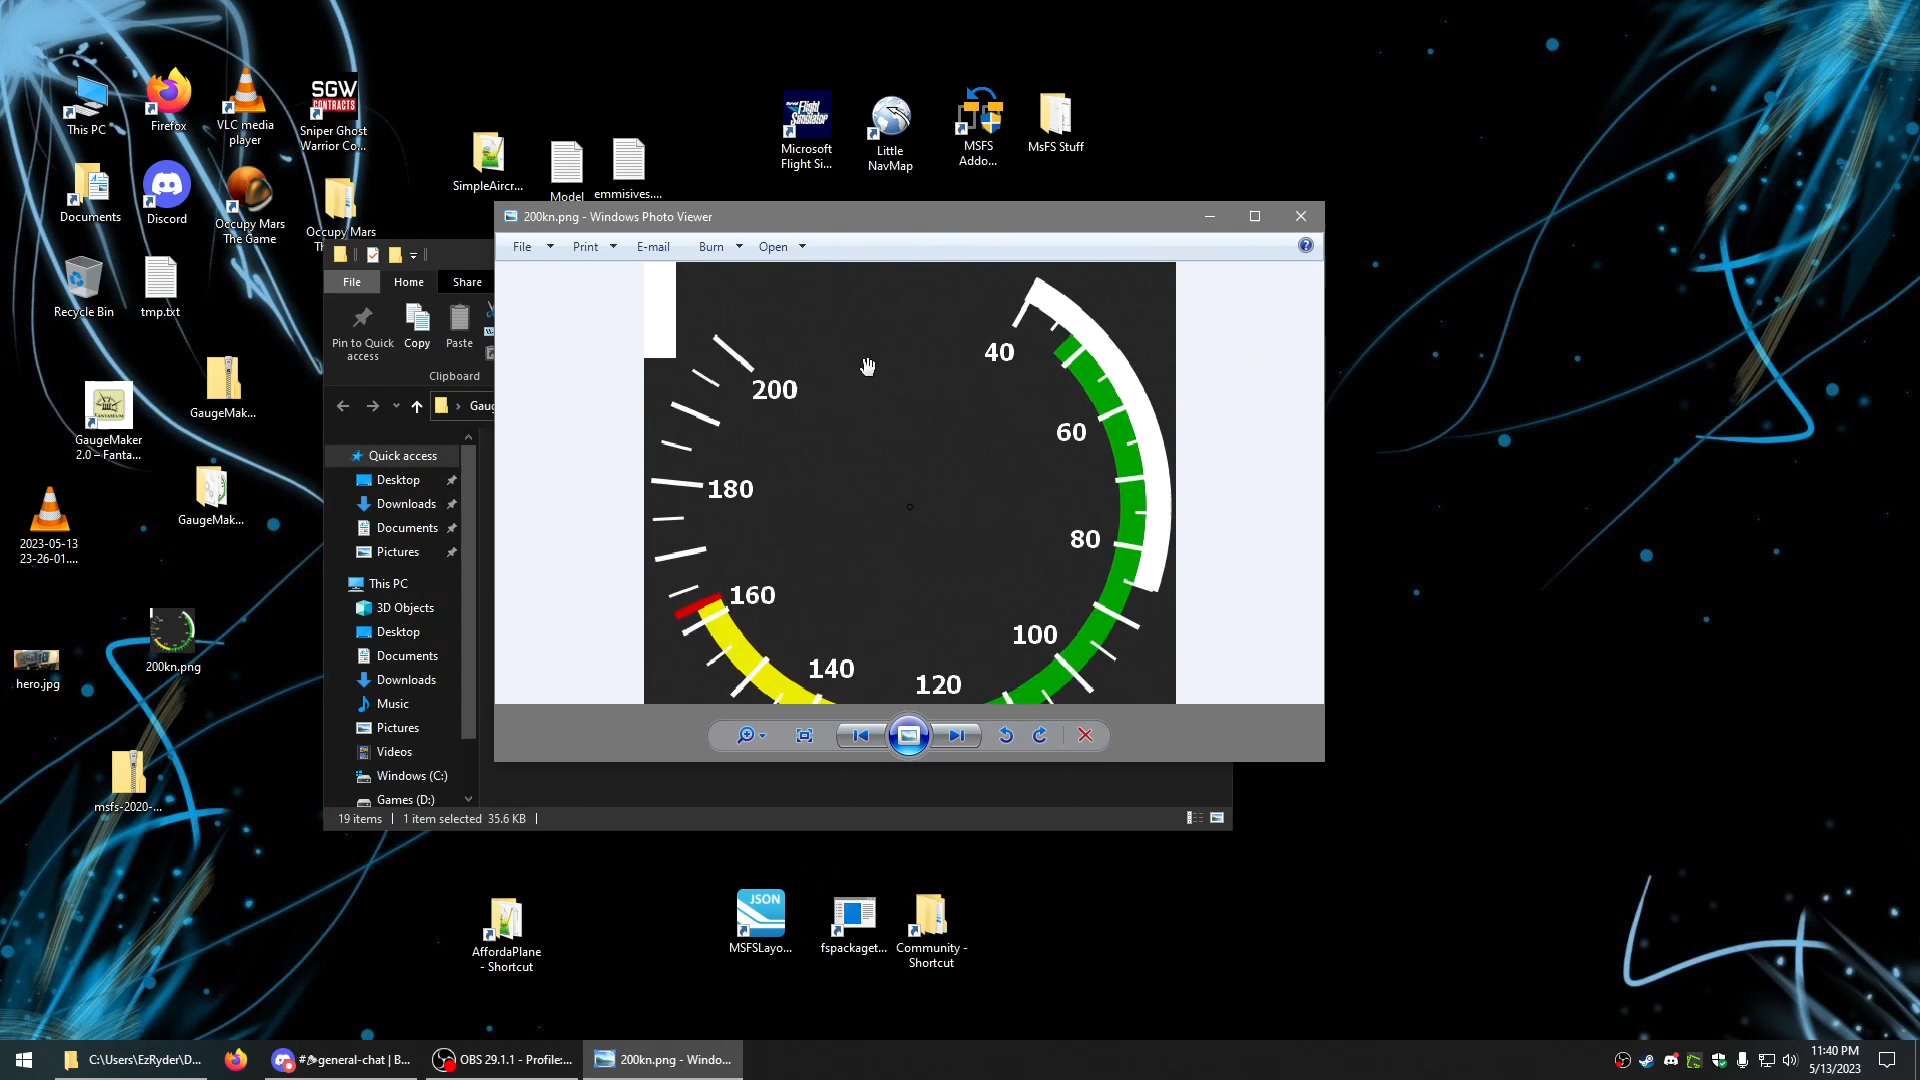 This PC
Firefox
VLC media
player
SGW
CONTRACTS
Sniper Ghost
Warrior Co...
Documents
Discord
Occupy Mars
The Game
Occupy Mars
Recycle Bin
tmp.txt
SimpleAircr...
Model
emmisives....
Microsoft
Flight Si...
Little
NavMap
MSFS
Addo...
MsFS Stuff
GaugeMak...
GaugeMaker
2.0 – Fanta...
GaugeMak...
2023-05-13
23-26-01....
200kn.png
hero.jpg
msfs-2020-...
200kn.png - Windows Photo Viewer
File
Print
E-mail
Burn
Open
200
180
160
140
120
100
80
60
40
File
Home
Share
Pin to Quick
access
Copy
Paste
Clipboard
Gaug
Quick access
Desktop
Downloads
Documents
Pictures
This PC
3D Objects
Desktop
Documents
Downloads
Music
Pictures
Videos
Windows (C:)
Games (D:)
19 items
1 item selected 35.6 KB
AffordaPlane
- Shortcut
JSON
MSFSLayo...
fspackaget...
Community -
Shortcut
C:\Users\EzRyder\D...
general-chat | B...
OBS 29.1.1 - Profile:...
200kn.png - Windo...
11:40 PM
5/13/2023